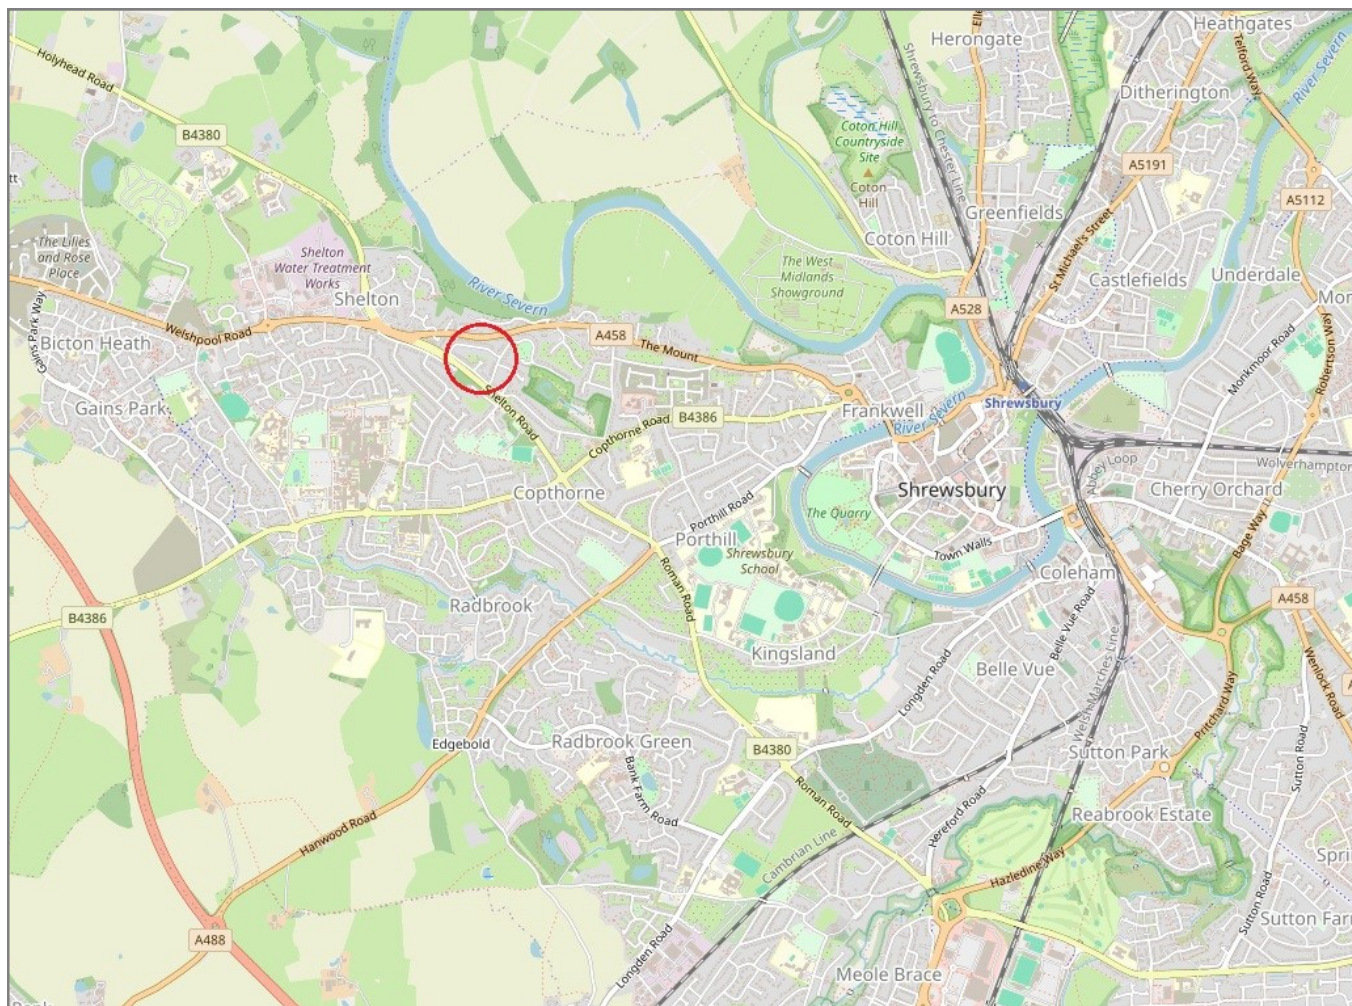 Holyhead Road
B4380
Herongate
Heathgates
Telford Way
River Severn
Shrewsbury to Chester Line
Ditherington
Coton Hill
Countryside
Site
Coton
Hill
A5191
A5112
Greenfields
Coton Hill
St Michael's Street
Castlefields
Underdale
The Lilies
and Rose
Place
Shelton
Water Treatment
Works
Shelton
River Severn
The West
Midlands
Showground
A528
Welshpool Road
Gains Park Way
Bicton Heath
A458
The Mount
Monkmoor Road
Robertson Way
Gains Park
Shelton Road
Copthorne Road
B4386
Frankwell
River Severn
Shrewsbury
Copthorne
Porthill Road
Shrewsbury
The Quarry
Abbey Loop
Wolverhampton
Cherry Orchard
Porthill
Shrewsbury
School
Town Walls
Bage Way
Coleham
Roman Road
Radbrook
B4386
A458
Kingsland
Belle Vue Road
Belle Vue
Longden Road
Welsh Marches Line
Pritchard Way
Wenlock Road
Edgebold
Radbrook Green
B4380
Sutton Park
Sutton Road
Bank Farm Road
Roman Road
Hereford Road
Reabrook Estate
Hanwood Road
Cambrian Line
Hazledine Way
Sutton Road
A488
Longden Road
Meole Brace